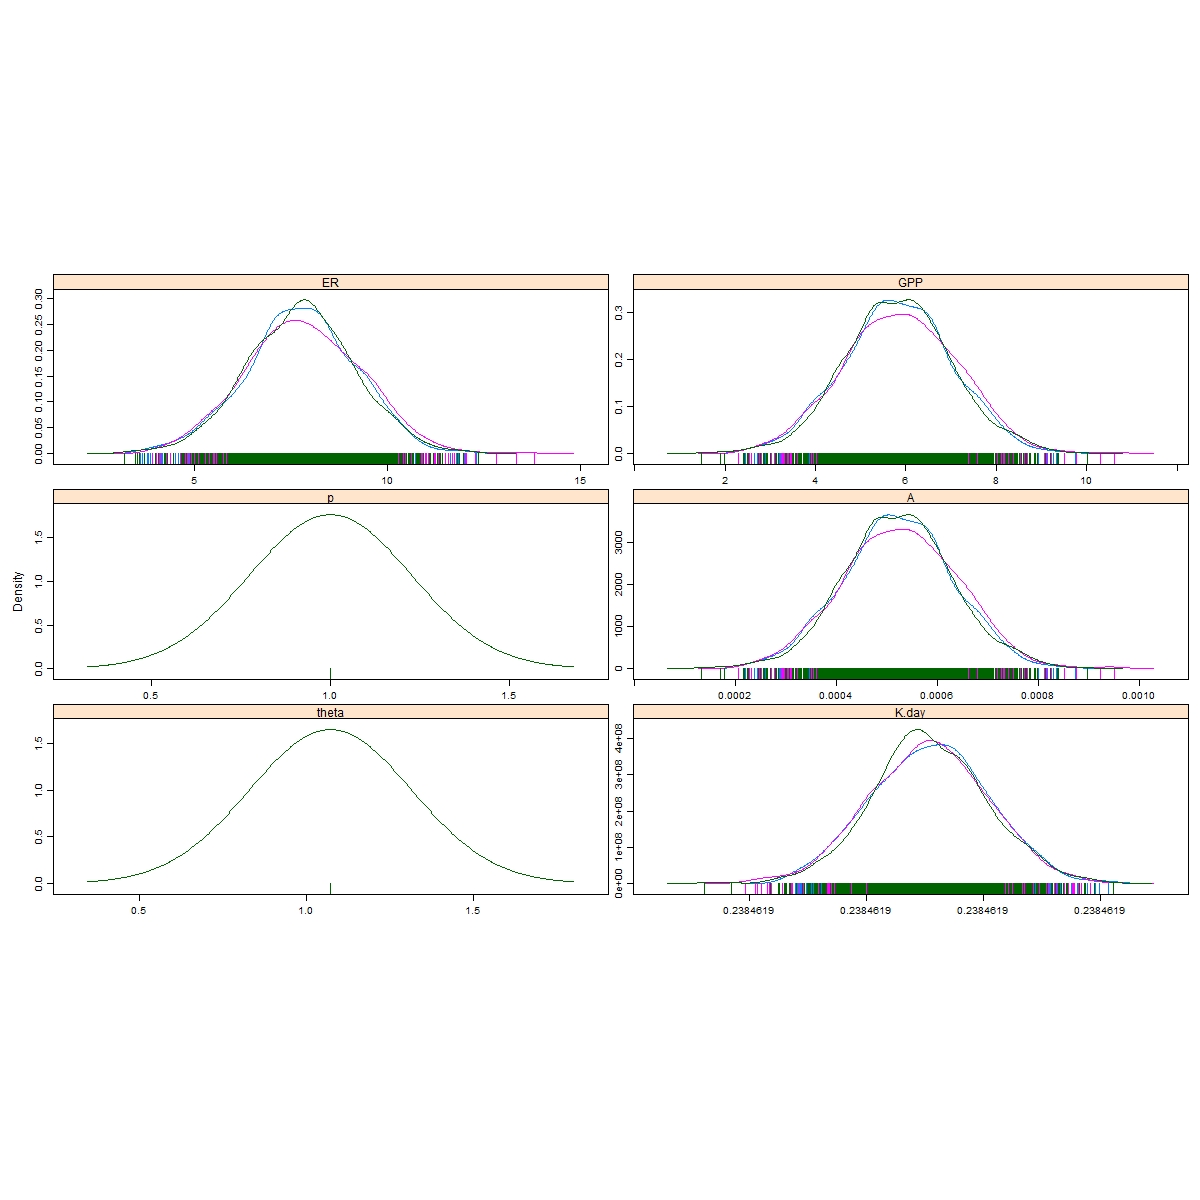 ER
0.00 0.05 0.10 0.15 0.20 0.25 0.30
5 10 15
GPP
0.0 0.1 0.2 0.3
2 4 6 8 10
p
0.0 0.5 1.0 1.5
0.5 1.0 1.5
A
0 1000 2000 3000
0.0002 0.0004 0.0006 0.0008 0.0010
Density
theta
0.0 0.5 1.0 1.5
0.5 1.0 1.5
K.day
0e+00 1e+08 2e+08 3e+08 4e+08
0.2384619 0.2384619 0.2384619 0.2384619